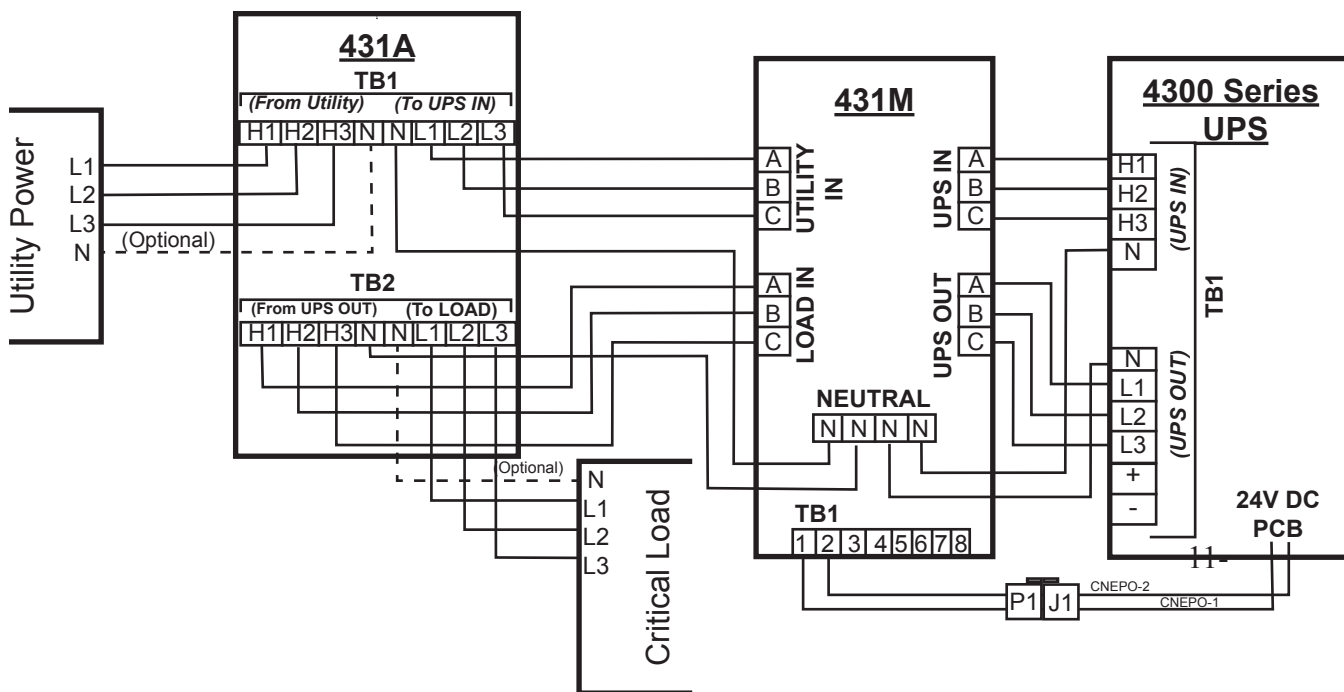 431A
TB1
(From Utility) (To UPS IN)
H1 H2 H3 N N L1 L2 L3
Utility Power
L1
L2
L3
N
(Optional)
TB2
(From UPS OUT) (To LOAD)
H1 H2 H3 N N L1 L2 L3
(Optional)
Critical Load
N
L1
L2
L3
431M
UTILITY IN
A
B
C
LOAD IN
A
B
C
UPS IN
A
B
C
UPS OUT
A
B
C
NEUTRAL
N N N N
TB1
1 2 3 4 5 6 7 8
4300 Series
UPS
H1
H2
H3
N
(UPS IN)
TB1
N
L1
L2
L3
+
-
(UPS OUT)
24V DC
PCB
11-
P1 J1
CNEPO-2
CNEPO-1